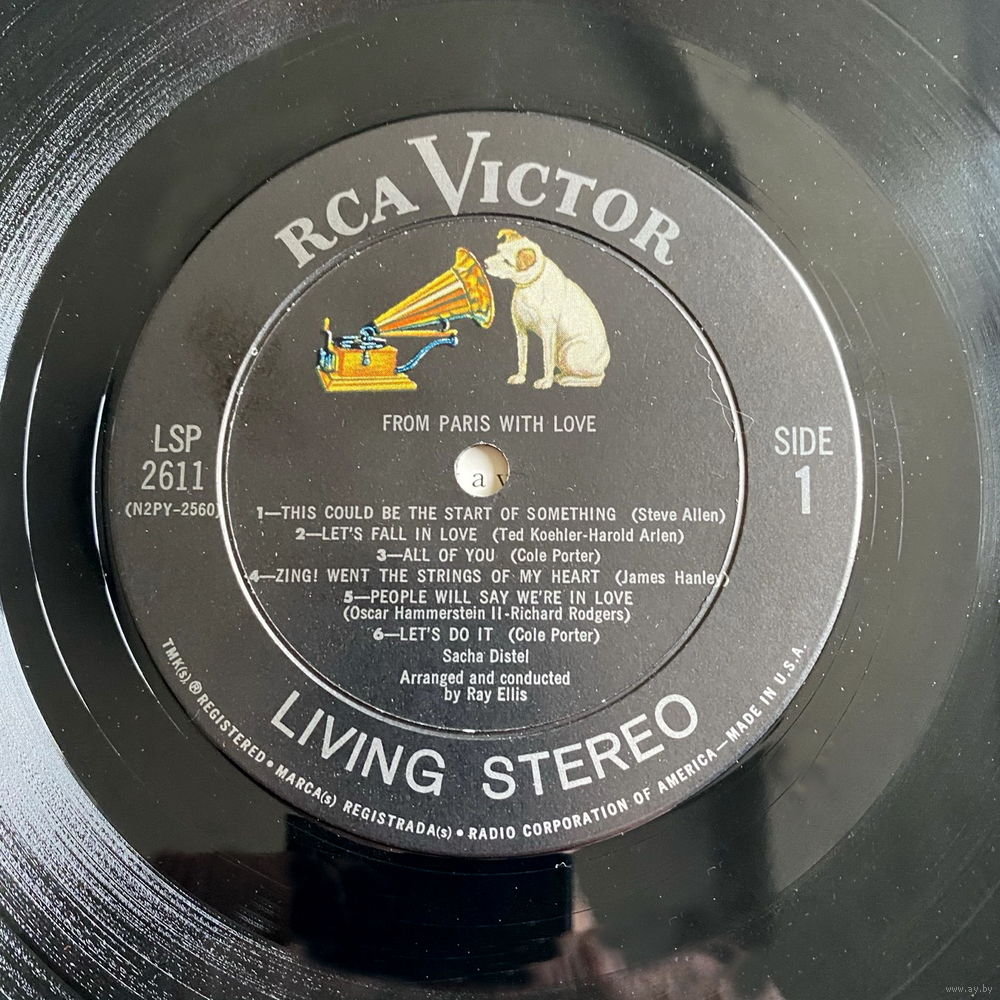 RCA VICTOR
FROM PARIS WITH LOVE
LSP
2611
(N2PY-2560)
SIDE
1
1—THIS COULD BE THE START OF SOMETHING (Steve Allen)
2—LET'S FALL IN LOVE (Ted Koehler-Harold Arlen)
3—ALL OF YOU (Cole Porter)
4—ZING! WENT THE STRINGS OF MY HEART (James Hanley)
5—PEOPLE WILL SAY WE'RE IN LOVE
(Oscar Hammerstein II-Richard Rodgers)
6—LET'S DO IT (Cole Porter)
Sacha Distel
Arranged and conducted
by Ray Ellis
LIVING STEREO
TMK(s). ® REGISTERED • MARCA(s) REGISTRADA(s) • RADIO CORPORATION OF AMERICA—MADE IN U.S.A.
www.ay.by